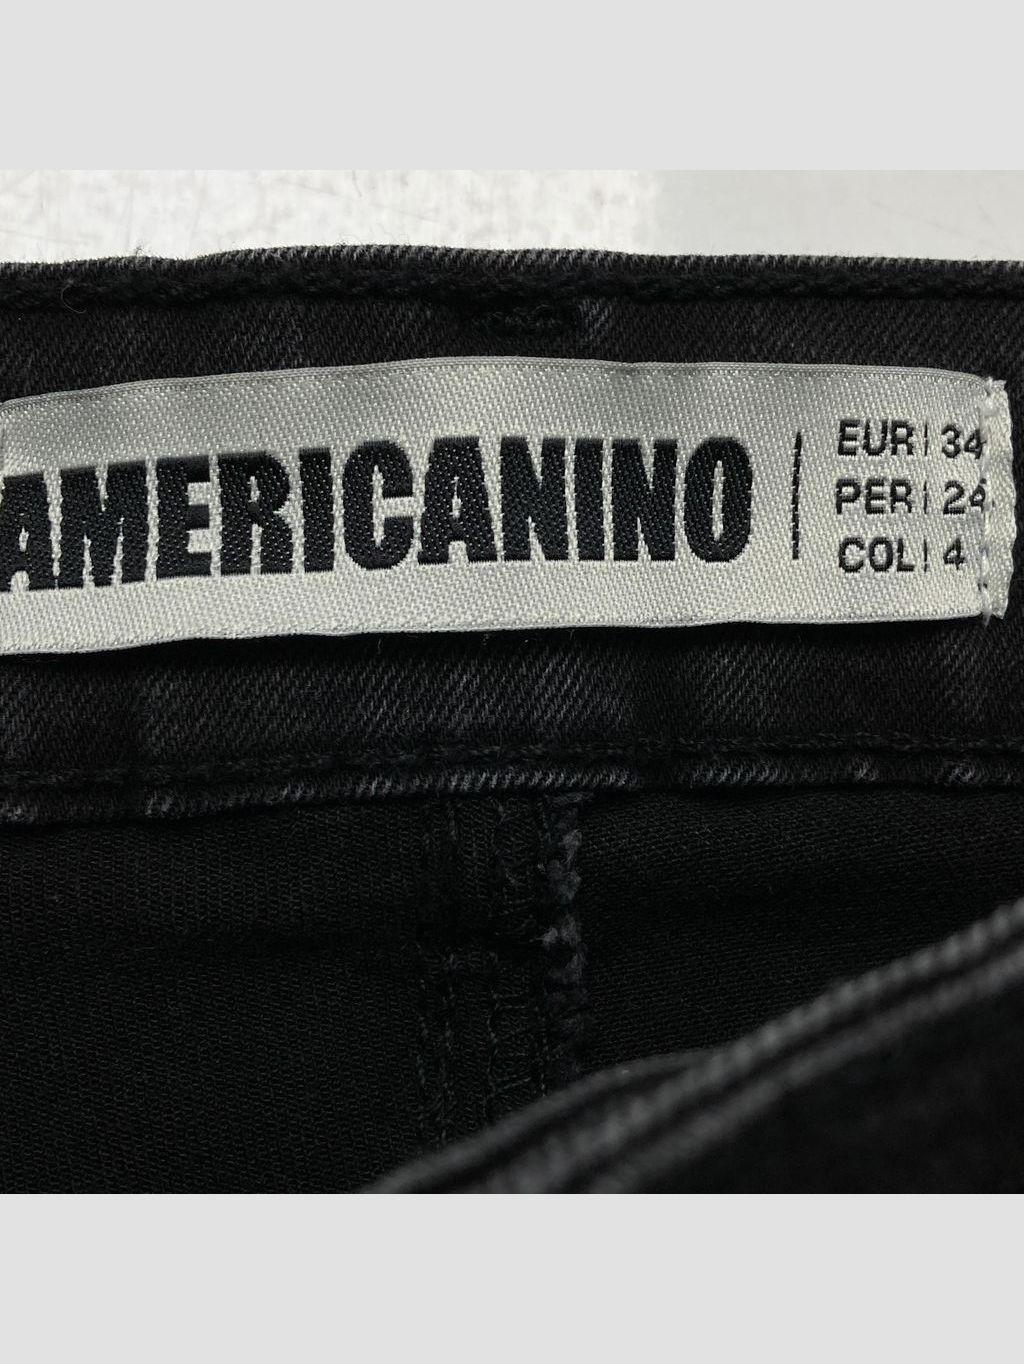 AMERICANINO
EUR | 34
PER | 24
COL | 4